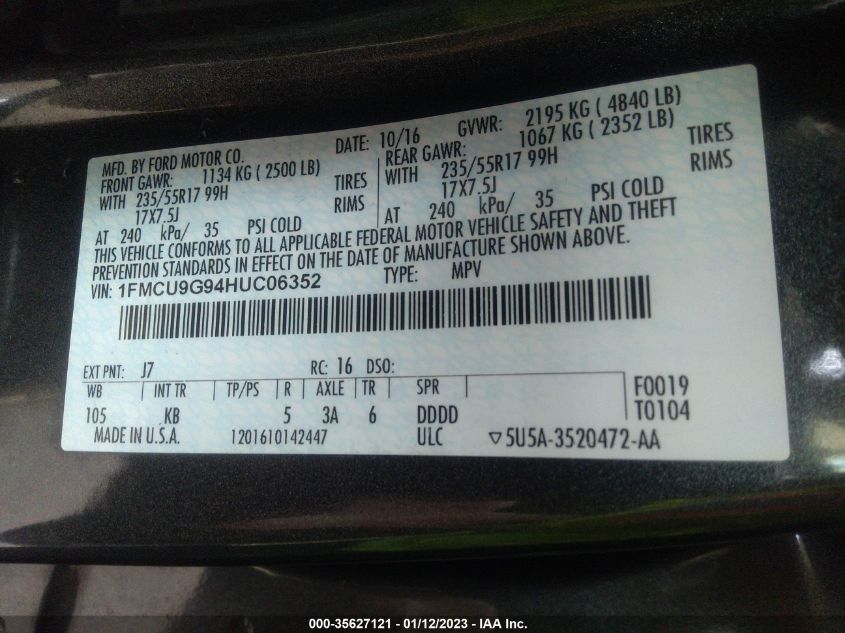 MFD. BY FORD MOTOR CO. DATE: 10/16 GVWR: 2195 KG ( 4840 LB)
FRONT GAWR: 1134 KG ( 2500 LB) REAR GAWR: 1067 KG ( 2352 LB)
WITH 235/55R17 99H TIRES WITH 235/55R17 99H TIRES
17X7.5J RIMS 17X7.5J RIMS
AT 240 kPa/ 35 PSI COLD AT 240 kPa/ 35 PSI COLD
THIS VEHICLE CONFORMS TO ALL APPLICABLE FEDERAL MOTOR VEHICLE SAFETY AND THEFT
PREVENTION STANDARDS IN EFFECT ON THE DATE OF MANUFACTURE SHOWN ABOVE.
VIN: 1FMCU9G94HUC06352 TYPE: MPV
EXT PNT: J7 RC: 16 DSO:
WB INT TR TP/PS R AXLE TR SPR F0019
105 KB 5 3A 6 DDDD T0104
MADE IN U.S.A. 1201610142447 ULC ▽5U5A-3520472-AA
000-35627121 - 01/12/2023 - IAA Inc.